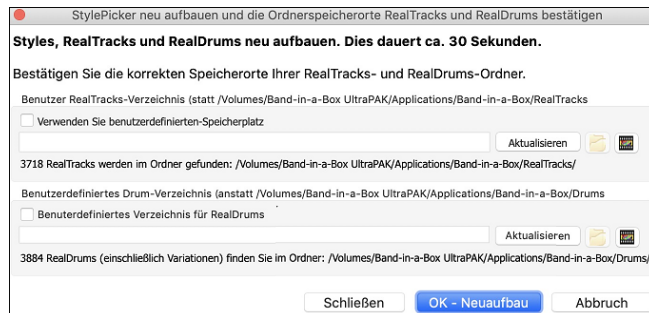 StylePicker neu aufbauen und die Ordnerspeicherorte RealTracks und RealDrums bestätigen
Styles, RealTracks und RealDrums neu aufbauen. Dies dauert ca. 30 Sekunden.
Bestätigen Sie die korrekten Speicherorte Ihrer RealTracks- und RealDrums-Ordner.
Benutzer RealTracks-Verzeichnis (statt /Volumes/Band-in-a-Box UltraPAK/Applications/Band-in-a-Box/RealTracks
Verwenden Sie benutzerdefinierten-Speicherplatz
Aktualisieren
3718 RealTracks werden im Ordner gefunden: /Volumes/Band-in-a-Box UltraPAK/Applications/Band-in-a-Box/RealTracks/
Benutzerdefiniertes Drum-Verzeichnis (anstatt /Volumes/Band-in-a-Box UltraPAK/Applications/Band-in-a-Box/Drums
Benuterdefiniertes Verzeichnis für RealDrums
Aktualisieren
3884 RealDrums (einschließlich Variationen) finden Sie im Ordner: /Volumes/Band-in-a-Box UltraPAK/Applications/Band-in-a-Box/Drums/
Schließen OK - Neuaufbau Abbruch